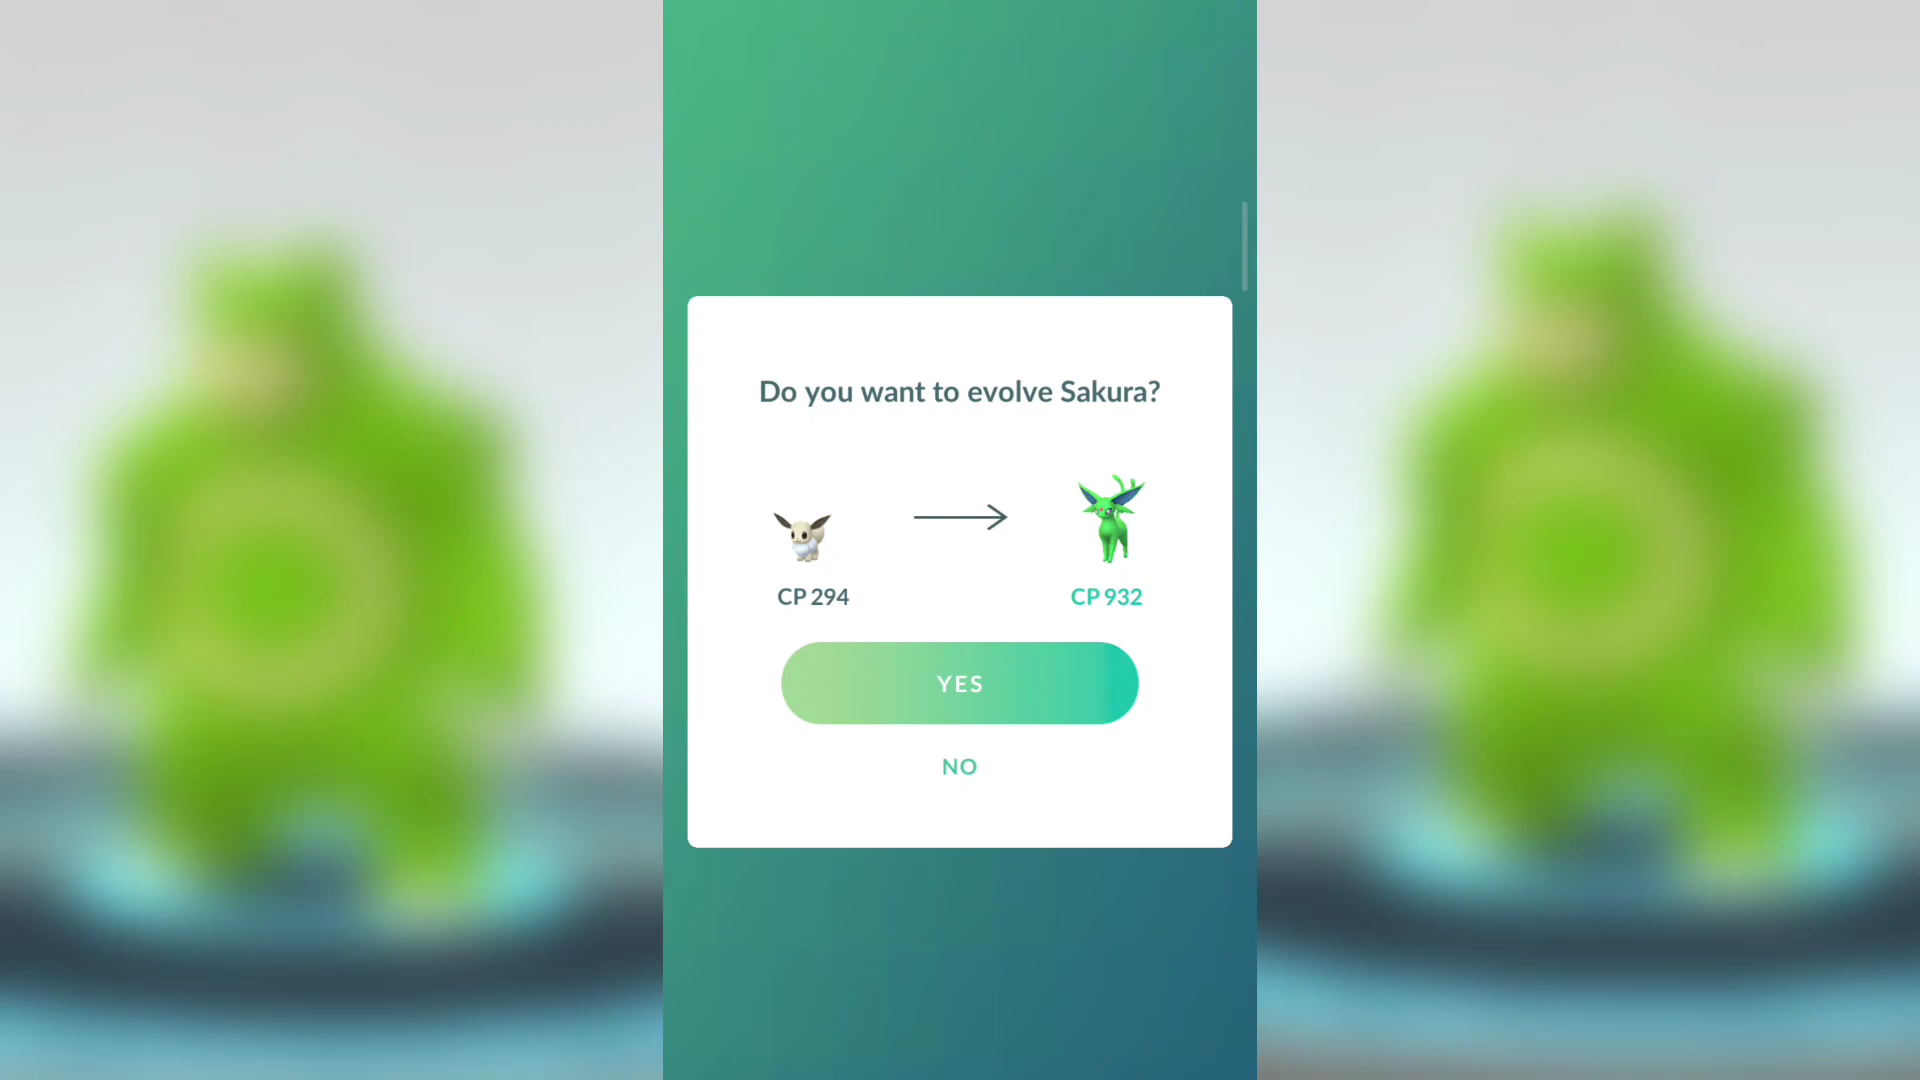 Do you want to evolve Sakura?
CP 294
CP 932
YES
NO